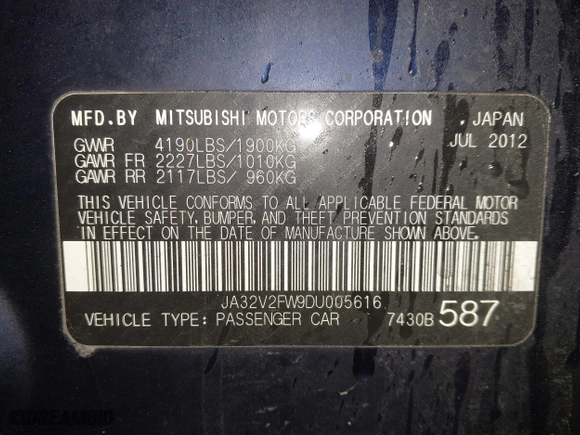 MFD.BY MITSUBISHI MOTORS CORPORATION , JAPAN
GVWR 4190LBS/1900KG JUL 2012
GAWR FR 2227LBS/1010KG
GAWR RR 2117LBS/ 960KG
THIS VEHICLE CONFORMS TO ALL APPLICABLE FEDERAL MOTOR
VEHICLE SAFETY, BUMPER, AND THEFT PREVENTION STANDARDS
IN EFFECT ON THE DATE OF MANUFACTURE SHOWN ABOVE.
JA32V2FW9DU005616
VEHICLE TYPE: PASSENGER CAR 7430B 587